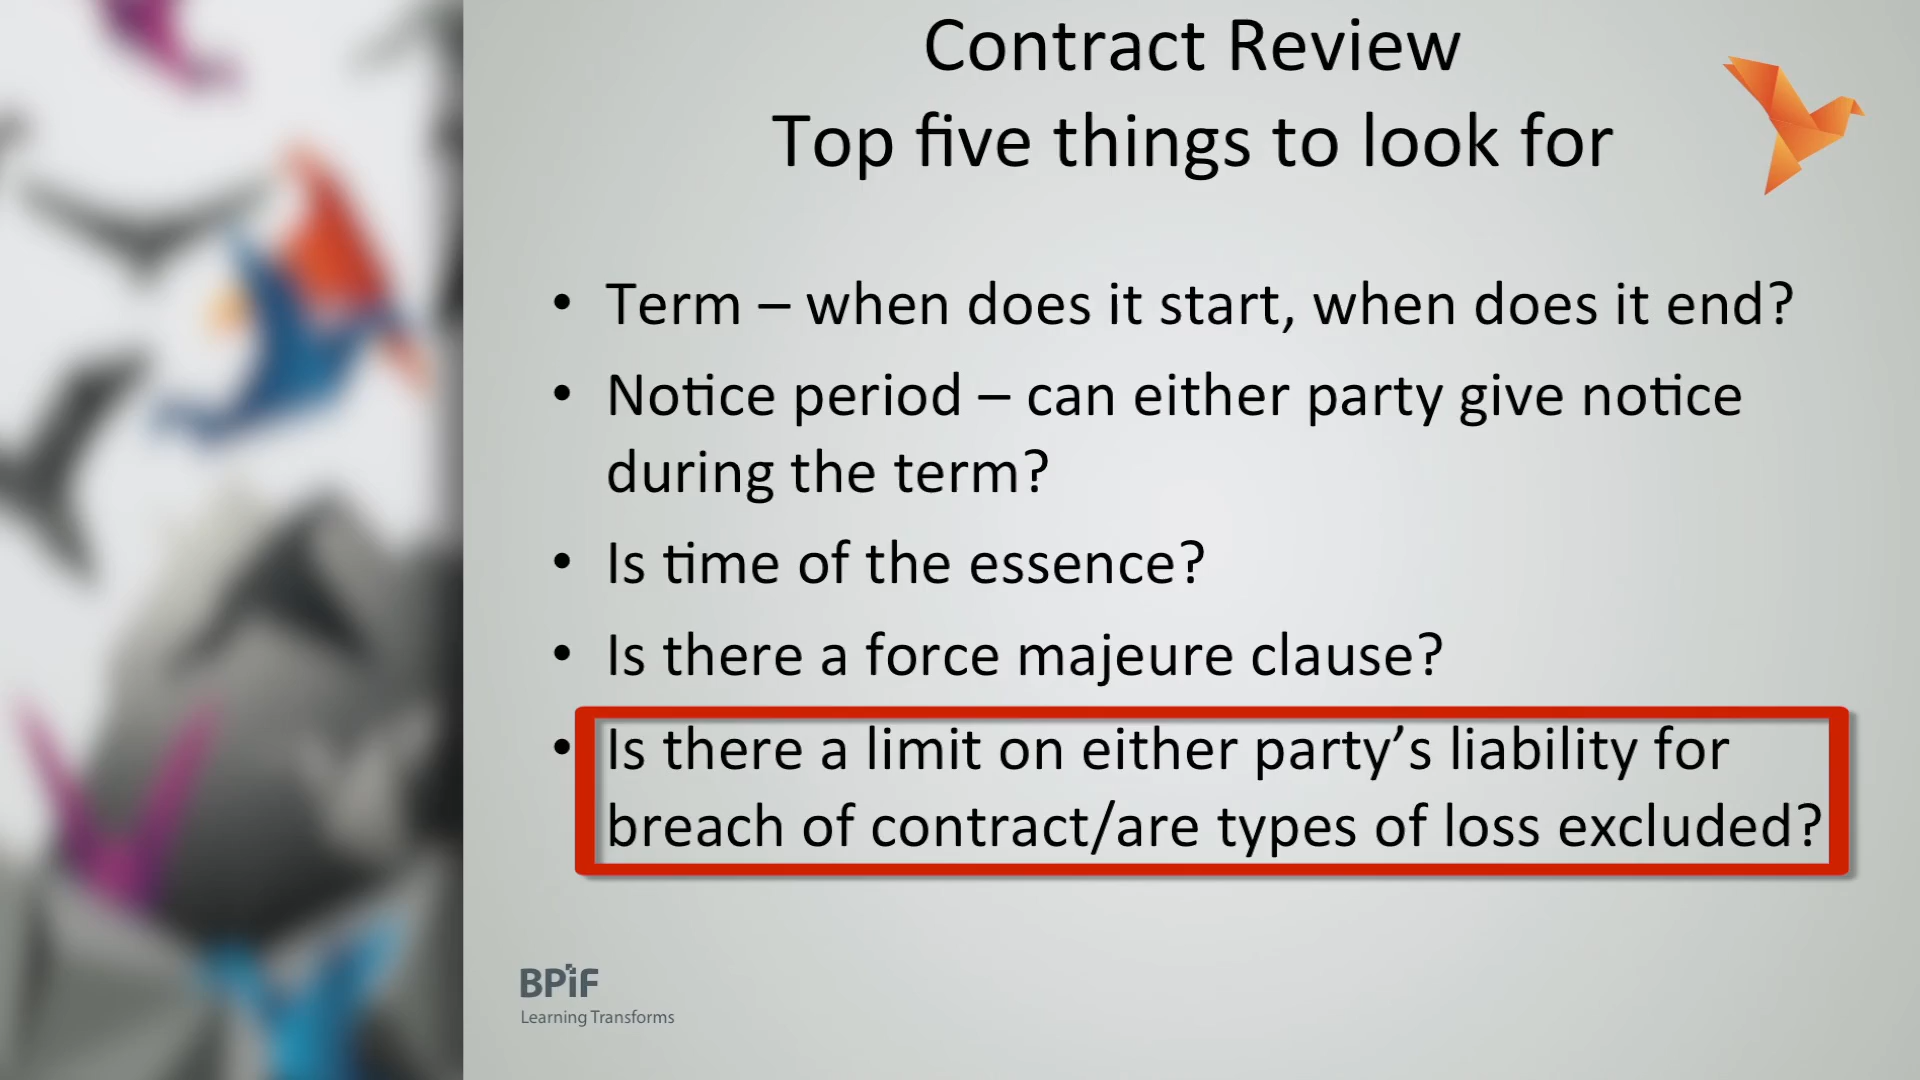 Contract Review
Top five things to look for
• Term – when does it start, when does it end?
• Notice period – can either party give notice
during the term?
• Is time of the essence?
• Is there a force majeure clause?
• Is there a limit on either party’s liability for
breach of contract/are types of loss excluded?
BPiF
Learning Transforms